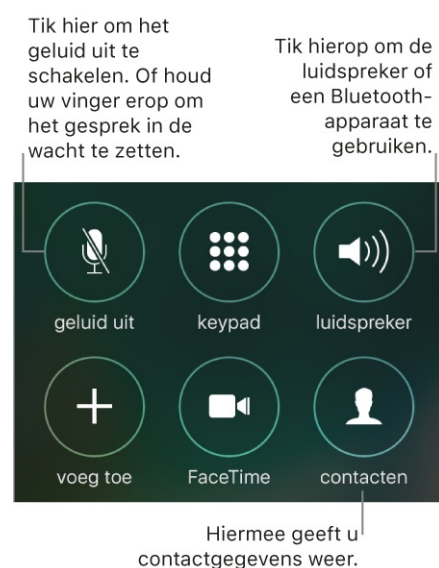 Tik hier om het
geluid uit te
schakelen. Of houd
uw vinger erop om
het gesprek in de
wacht te zetten.
Tik hierop om de
luidspreker of
een Bluetooth-
apparaat te
gebruiken.
geluid uit
keypad
luidspreker
voeg toe
FaceTime
contacten
Hiermee geeft u
contactgegevens weer.